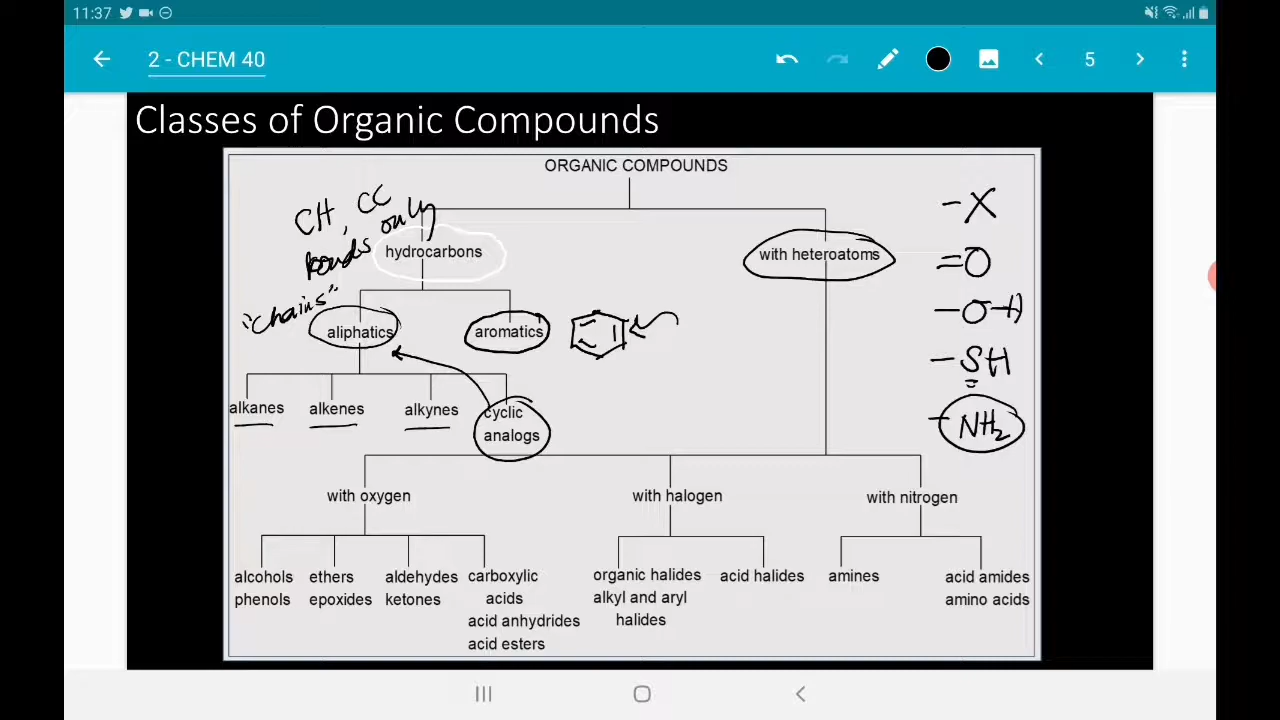 11:37
2 - CHEM 40
5
Classes of Organic Compounds
ORGANIC COMPOUNDS
CH, CC
bonds only
hydrocarbons
with heteroatoms
-X
=O
-O-H
-SH
-NH₂
"chains"
aliphatics
aromatics
alkanes
alkenes
alkynes
cyclic
analogs
with oxygen
with halogen
with nitrogen
alcohols
phenols
ethers
epoxides
aldehydes
ketones
carboxylic
acids
acid anhydrides
acid esters
organic halides
alkyl and aryl
halides
acid halides
amines
acid amides
amino acids